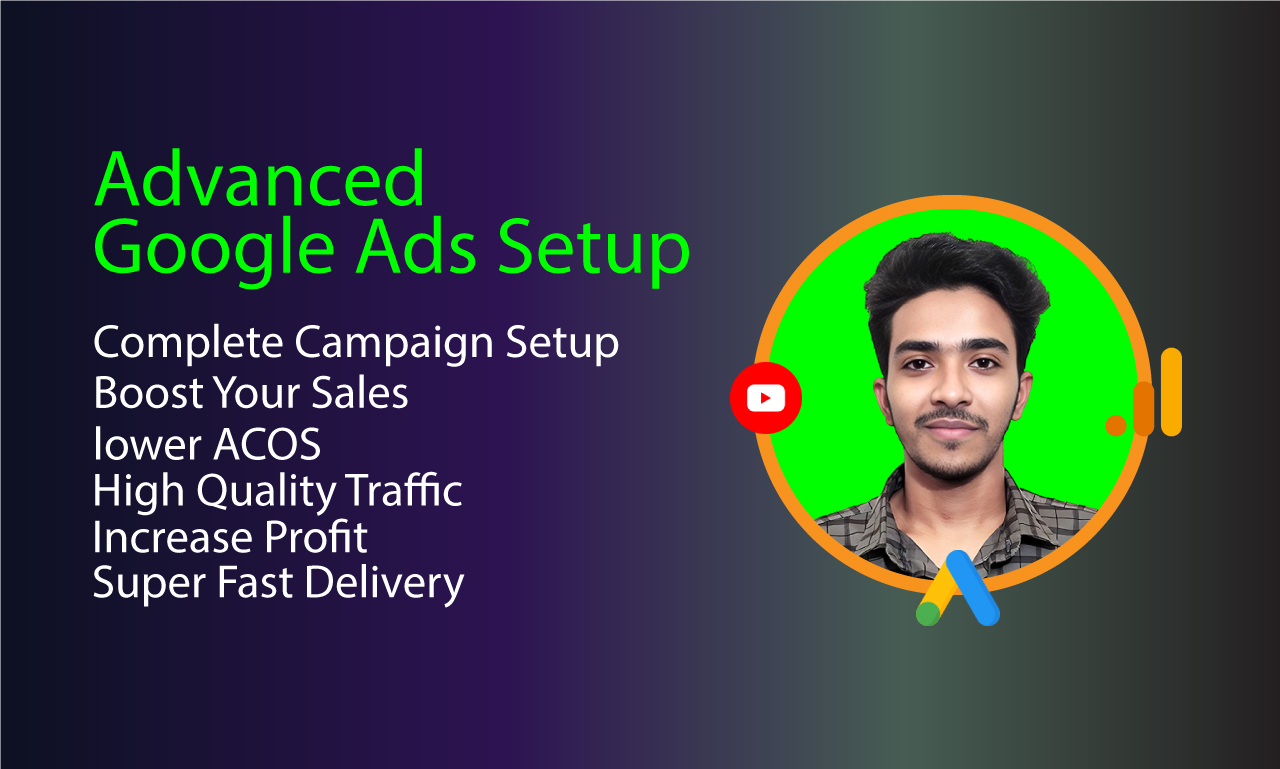 Advanced
Google Ads Setup
Complete Campaign Setup
Boost Your Sales
lower ACOS
High Quality Traffic
Increase Profit
Super Fast Delivery